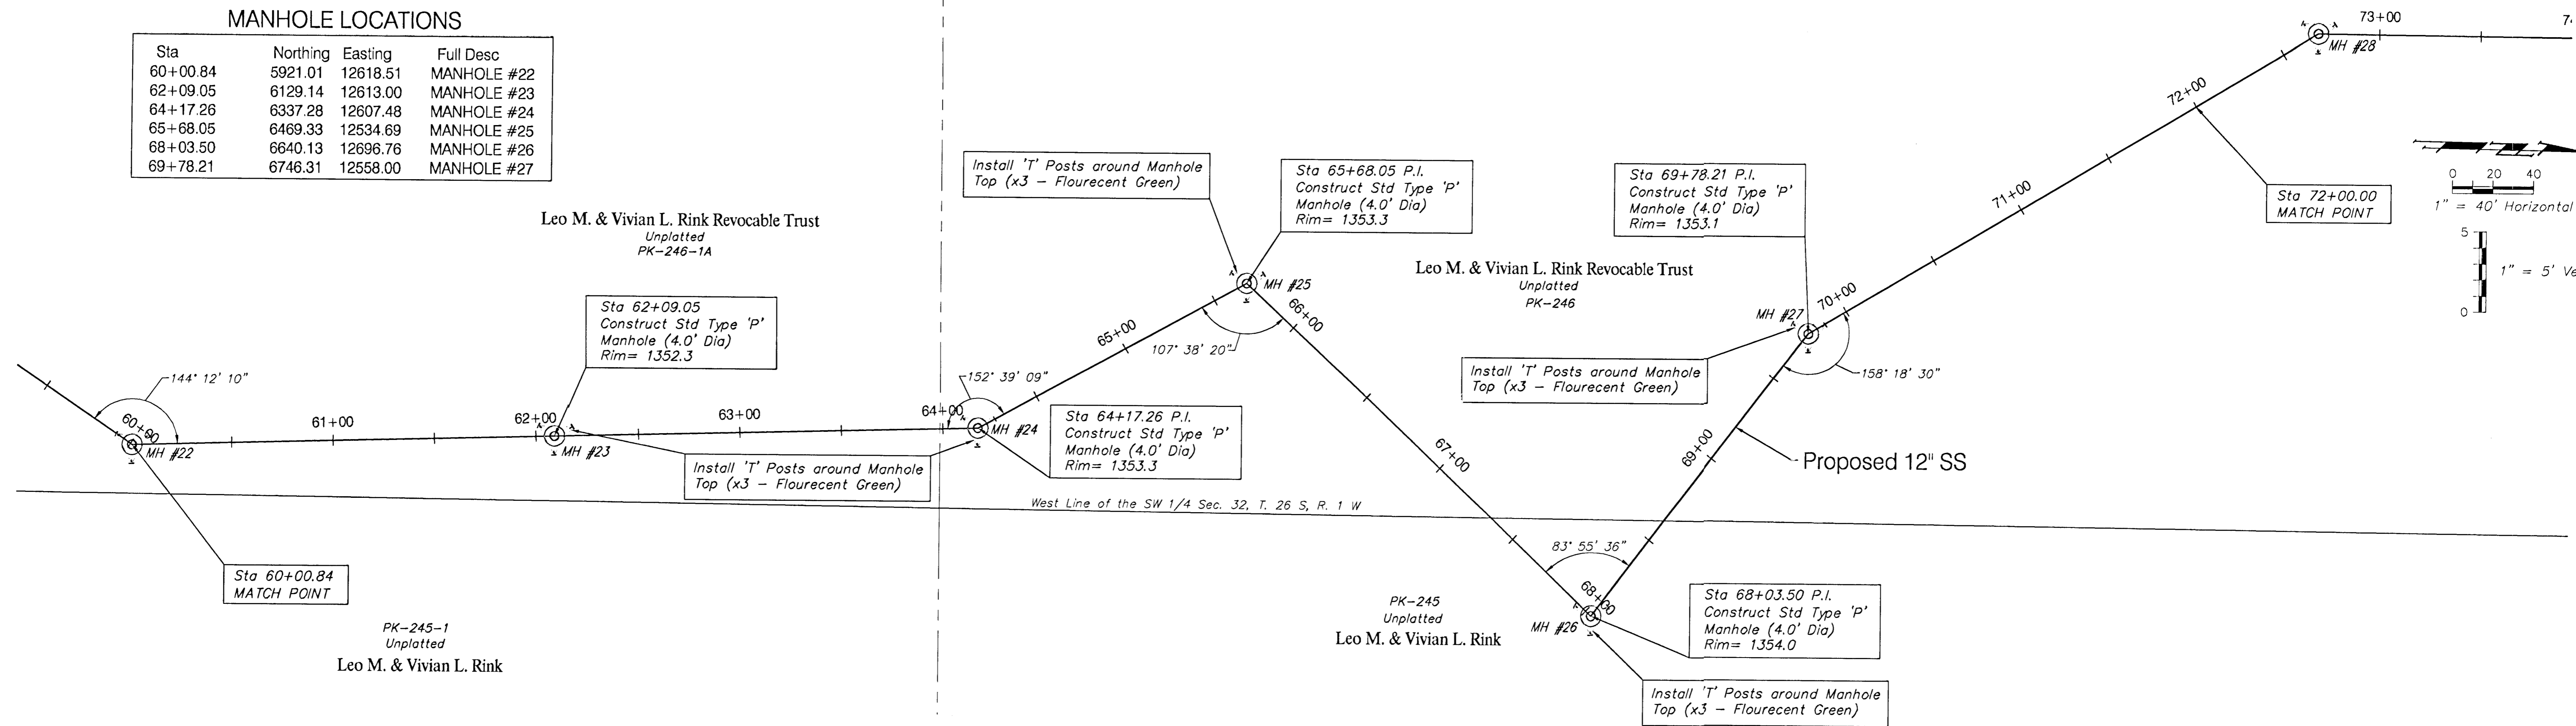 MANHOLE LOCATIONS
Sta Northing Easting Full Desc
60+00.84 5921.01 12618.51 MANHOLE #22
62+09.05 6129.14 12613.00 MANHOLE #23
64+17.26 6337.28 12607.48 MANHOLE #24
65+68.05 6469.33 12534.69 MANHOLE #25
68+03.50 6640.13 12696.76 MANHOLE #26
69+78.21 6746.31 12558.00 MANHOLE #27
Leo M. & Vivian L. Rink Revocable Trust
Unplatted
PK-246-1A
Sta 62+09.05
Construct Std Type 'P'
Manhole (4.0' Dia)
Rim= 1352.3
144° 12' 10"
60+00
MH #22
61+00
62+00
MH #23
63+00
64+00
MH #24
152° 39' 09"
Install 'T' Posts around Manhole
Top (x3 - Flourecent Green)
Sta 64+17.26 P.I.
Construct Std Type 'P'
Manhole (4.0' Dia)
Rim= 1353.3
Sta 60+00.84
MATCH POINT
PK-245-1
Unplatted
Leo M. & Vivian L. Rink
West Line of the SW 1/4 Sec. 32, T. 26 S, R. 1 W
Install 'T' Posts around Manhole
Top (x3 - Flourecent Green)
Sta 65+68.05 P.I.
Construct Std Type 'P'
Manhole (4.0' Dia)
Rim= 1353.3
65+00
MH #25
107° 38' 20"
66+00
67+00
Leo M. & Vivian L. Rink Revocable Trust
Unplatted
PK-246
Sta 69+78.21 P.I.
Construct Std Type 'P'
Manhole (4.0' Dia)
Rim= 1353.1
MH #27
70+00
Install 'T' Posts around Manhole
Top (x3 - Flourecent Green)
158° 18' 30"
69+00
Proposed 12" SS
83° 55' 36"
68+00
MH #26
PK-245
Unplatted
Leo M. & Vivian L. Rink
Sta 68+03.50 P.I.
Construct Std Type 'P'
Manhole (4.0' Dia)
Rim= 1354.0
Install 'T' Posts around Manhole
Top (x3 - Flourecent Green)
71+00
72+00
Sta 72+00.00
MATCH POINT
MH #28
73+00
7
0 20 40
1" = 40' Horizontal
5
1" = 5' Ve
0